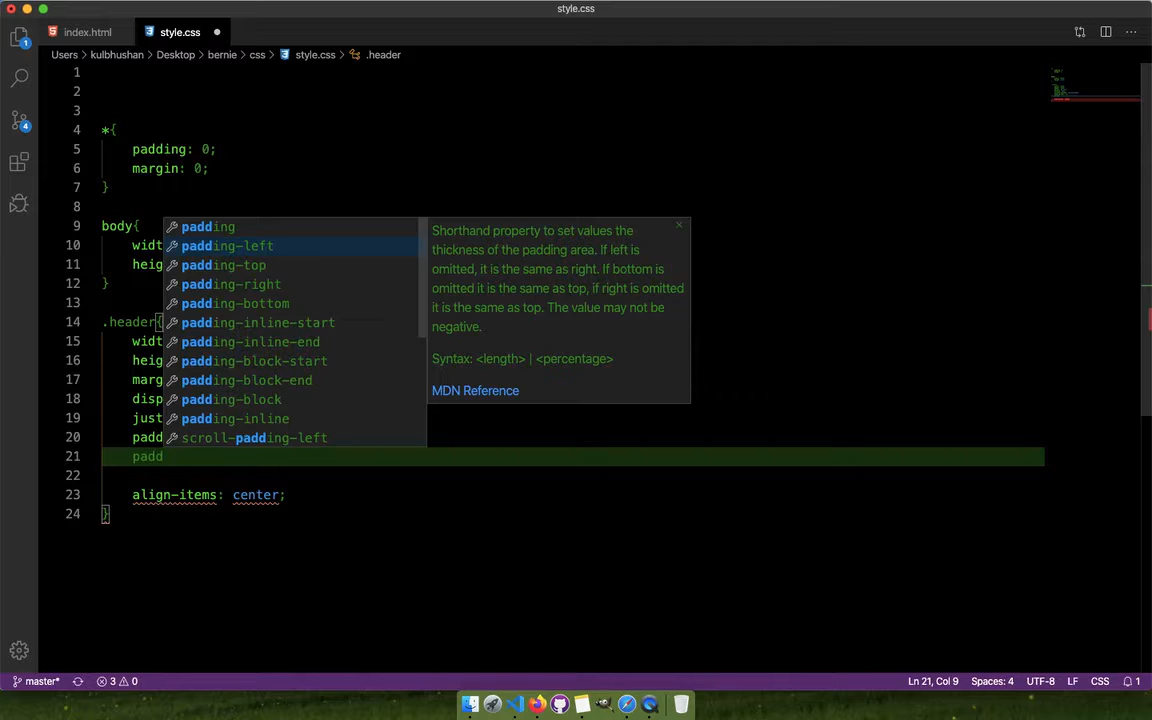 style.css
index.html
style.css
Users > kulbhushan > Desktop > bernie > css > style.css > .header
1
2
3
4 *{
5 padding: 0;
6 margin: 0;
7 }
8
9 body{
10 widt
11 heig
12 }
13
14 .header{
15 widt
16 heig
17 marg
18 disp
19 just
20 padd
21 padd
22
23 align-items: center;
24 }
padding
padding-left
padding-top
padding-right
padding-bottom
padding-inline-start
padding-inline-end
padding-block-start
padding-block-end
padding-block
padding-inline
scroll-padding-left
Shorthand property to set values the
thickness of the padding area. If left is
omitted, it is the same as right. If bottom is
omitted it is the same as top, if right is omitted
it is the same as top. The value may not be
negative.
Syntax: <length> | <percentage>
MDN Reference
1
4
master* 3 0
Ln 21, Col 9 Spaces: 4 UTF-8 LF CSS 1